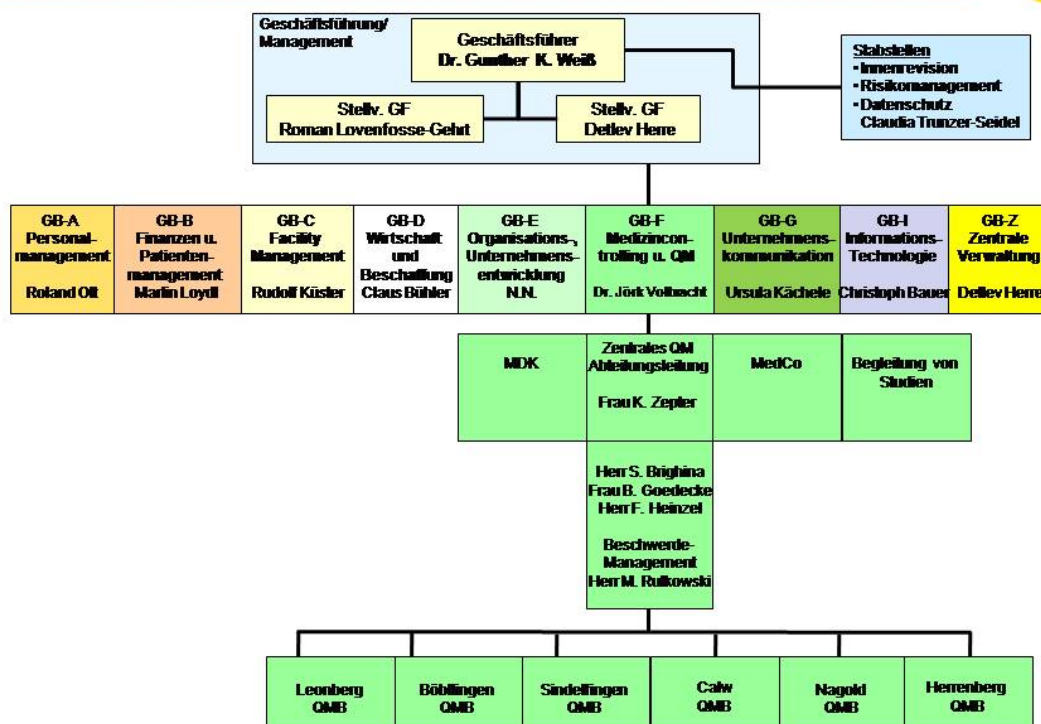 Geschäftsführung/
Management
Geschäftsführer
Dr. Gunther K. Weiß
Stellv. GF
Roman Lovenfosse-Gehrt
Stellv. GF
Detlev Herre
Stabstellen
▪ Innenrevision
▪ Risikomanagement
▪ Datenschutz
Claudia Trunzer-Seidel
GB-A
Personal-
management
Roland Ott
GB-B
Finanzen u.
Patienten-
management
Martin Loydl
GB-C
Facility
Management
Rudolf Küster
GB-D
Wirtschaft
und
Beschaffung
Claus Bühler
GB-E
Organisations-,
Unternehmens-
entwicklung
N.N.
GB-F
Medizincon-
trolling u. QM
Dr. Jörk Volbracht
GB-G
Unternehmens-
kommunikation
Ursula Kächele
GB-I
Informations-
Technologie
Christoph Bauer
GB-Z
Zentrale
Verwaltung
Detlev Herre
MDK
Zentrales QM
Abteilungsleitung
Frau K. Zepter
MedCo
Begleitung von
Studien
Herr S. Brighina
Frau B. Goedecke
Herr F. Heinzel
Beschwerde-
Management
Herr M. Rutkowski
Leonberg
QMB
Böblingen
QMB
Sindelfingen
QMB
Calw
QMB
Nagold
QMB
Herrenberg
QMB